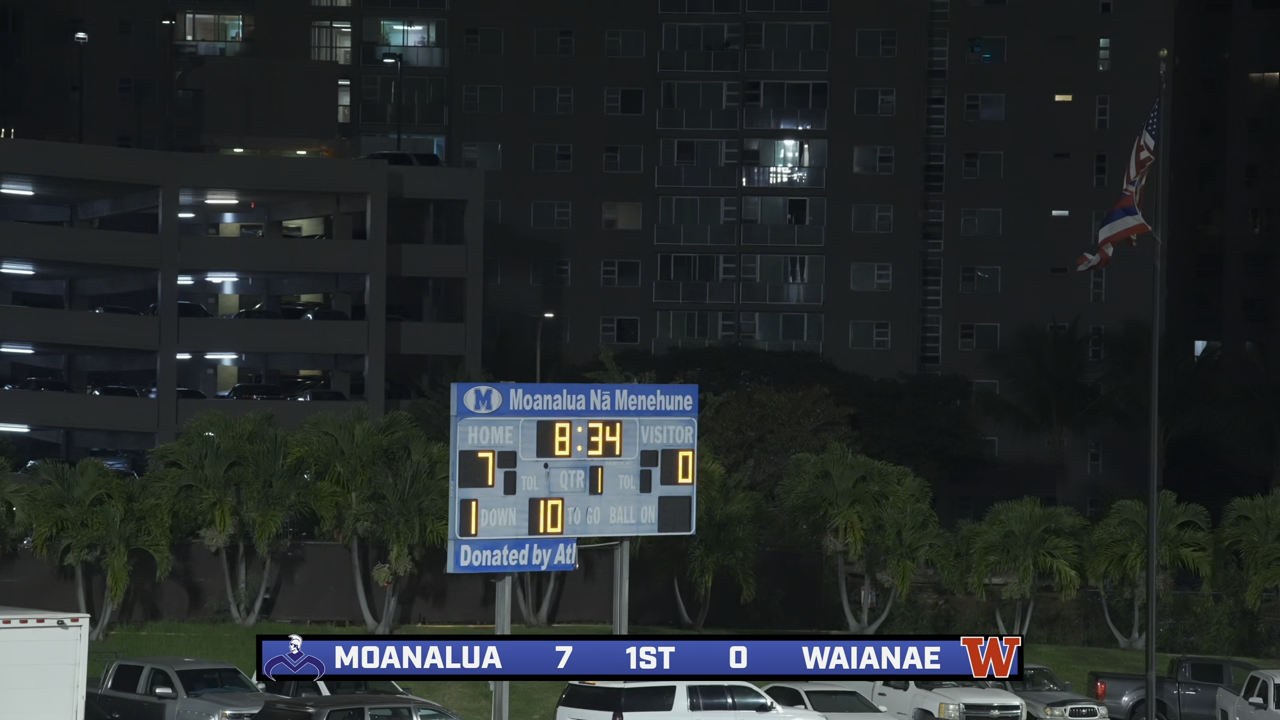 M Moanalua Nā Menehune
HOME 8:34 VISITOR
7 TOL QTR 1 TOL 0
1 DOWN 10 TO GO BALL ON
Donated by Atl
MOANALUA 7 1ST 0 WAIANAE W